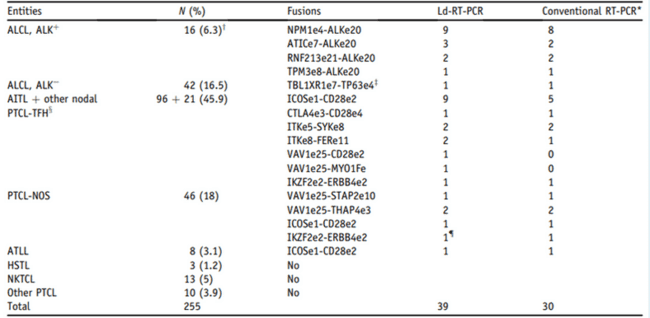 Entities N (%) Fusions Ld-RT-PCR Conventional RT-PCR*
ALCL, ALK+ 16 (6.3)† NPM1e4-ALKe20 9 8
ATICe7-ALKe20 3 2
RNF213e21-ALKe20 2 2
TPM3e8-ALKe20 1 1
ALCL, ALK− 42 (16.5) TBL1XR1e7-TP63e4‡ 1 1
AITL + other nodal 96 + 21 (45.9) ICOSe1-CD28e2 9 5
PTCL-TFH§ CTLA4e3-CD28e4 1 1
ITKe5-SYKe8 2 2
ITKe8-FERe11 2 1
VAV1e25-CD28e2 1 0
VAV1e25-MYO1Fe 1 0
IKZF2e2-ERBB4e2 1 1
PTCL-NOS 46 (18) VAV1e25-STAP2e10 1 1
VAV1e25-THAP4e3 2 2
ICOSe1-CD28e2 1 1
IKZF2e2-ERBB4e2 1¶ 1
ATLL 8 (3.1) ICOSe1-CD28e2 1 1
HSTL 3 (1.2) No
NKTCL 13 (5) No
Other PTCL 10 (3.9) No
Total 255 39 30